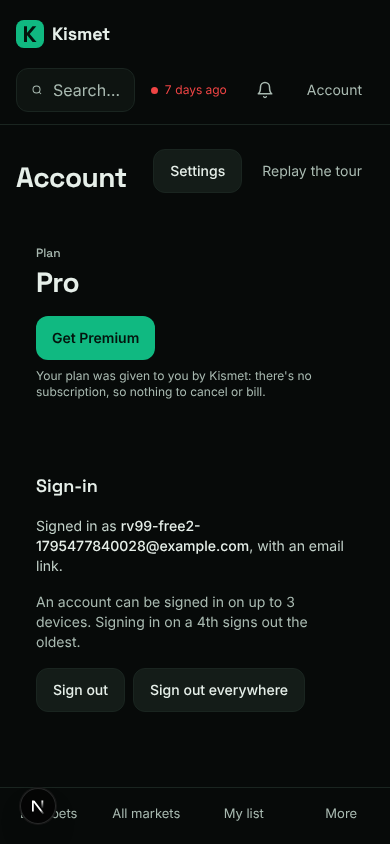 K Kismet
Search... 7 days ago Account
Account Settings Replay the tour
Plan
Pro
Get Premium
Your plan was given to you by Kismet: there's no
subscription, so nothing to cancel or bill.
Sign-in
Signed in as rv99-free2-
1795477840028@example.com, with an email
link.
An account can be signed in on up to 3
devices. Signing in on a 4th signs out the
oldest.
Sign out Sign out everywhere
N All markets My list More